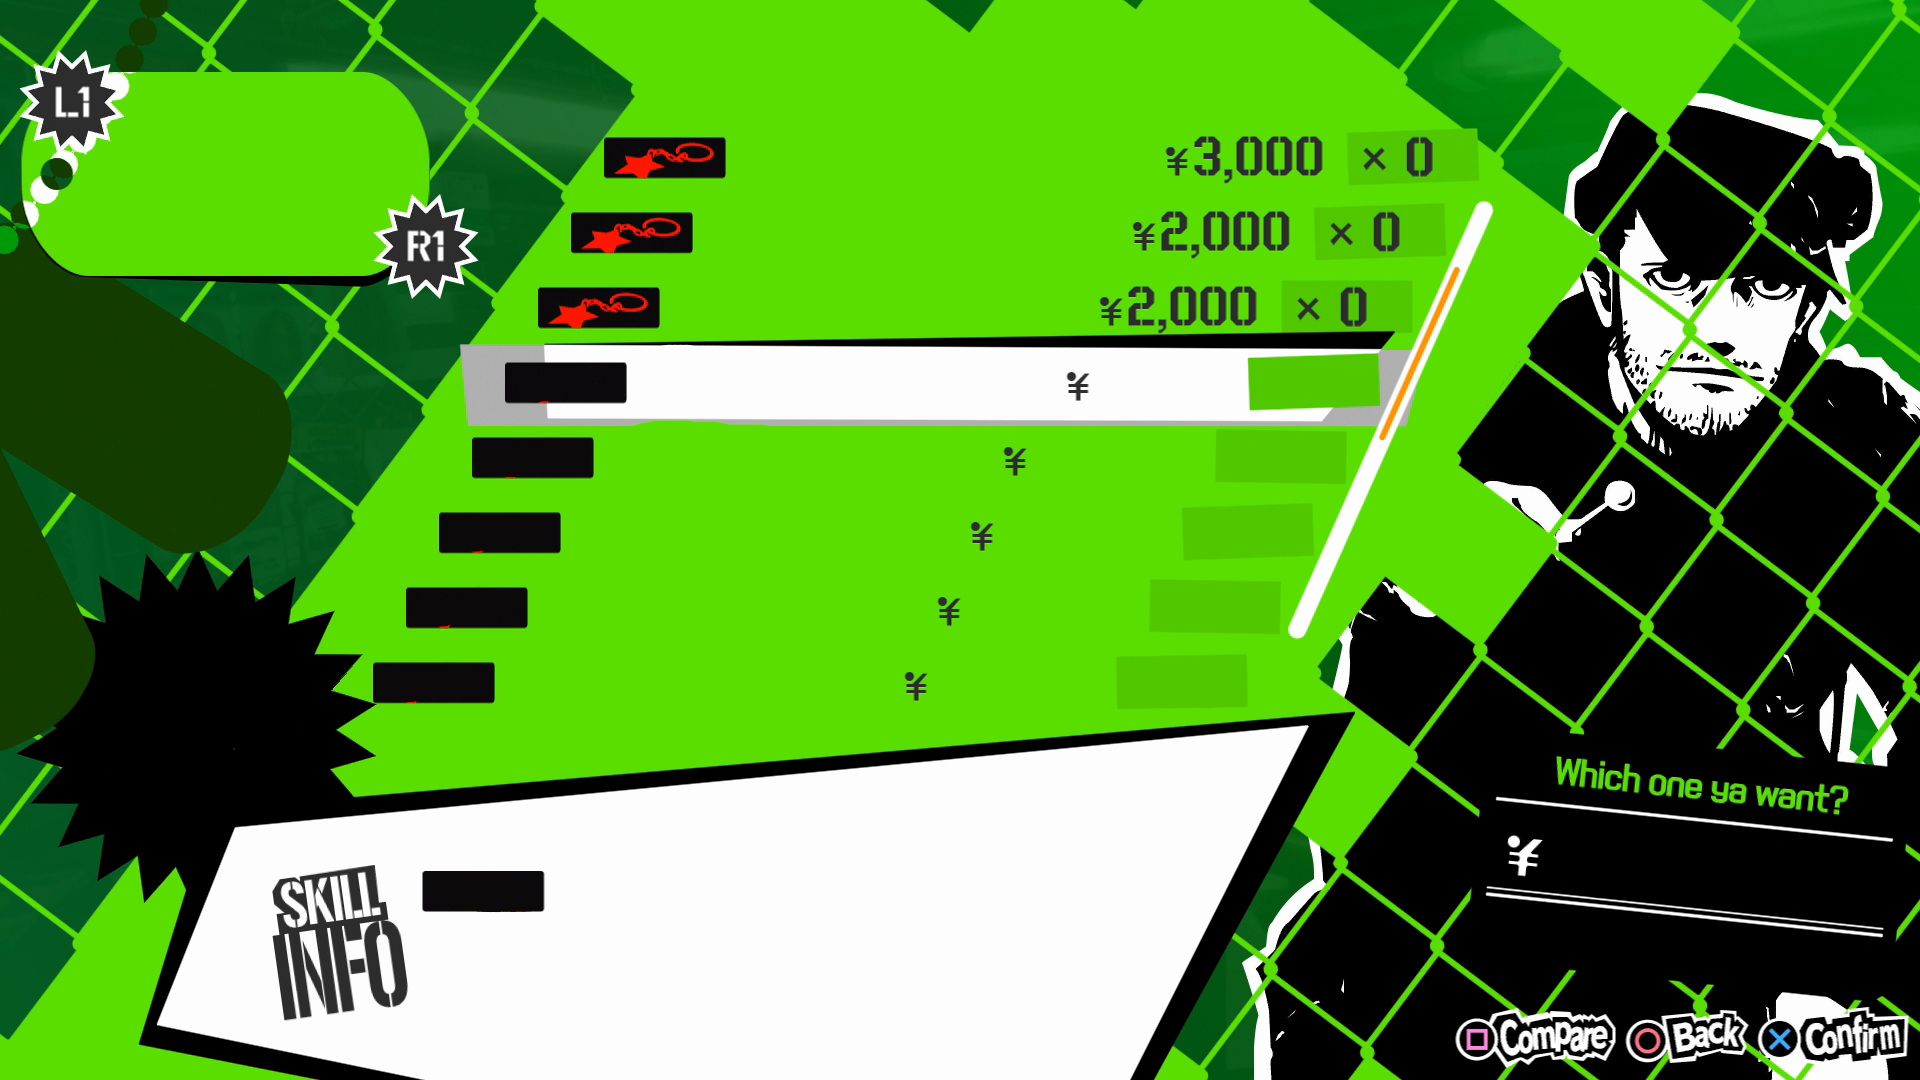 L1
R1
¥3,000 × 0
¥2,000 × 0
¥2,000 × 0
¥
¥
¥
¥
¥
SKILL
INFO
Which one ya want?
¥
Compare Back Confirm